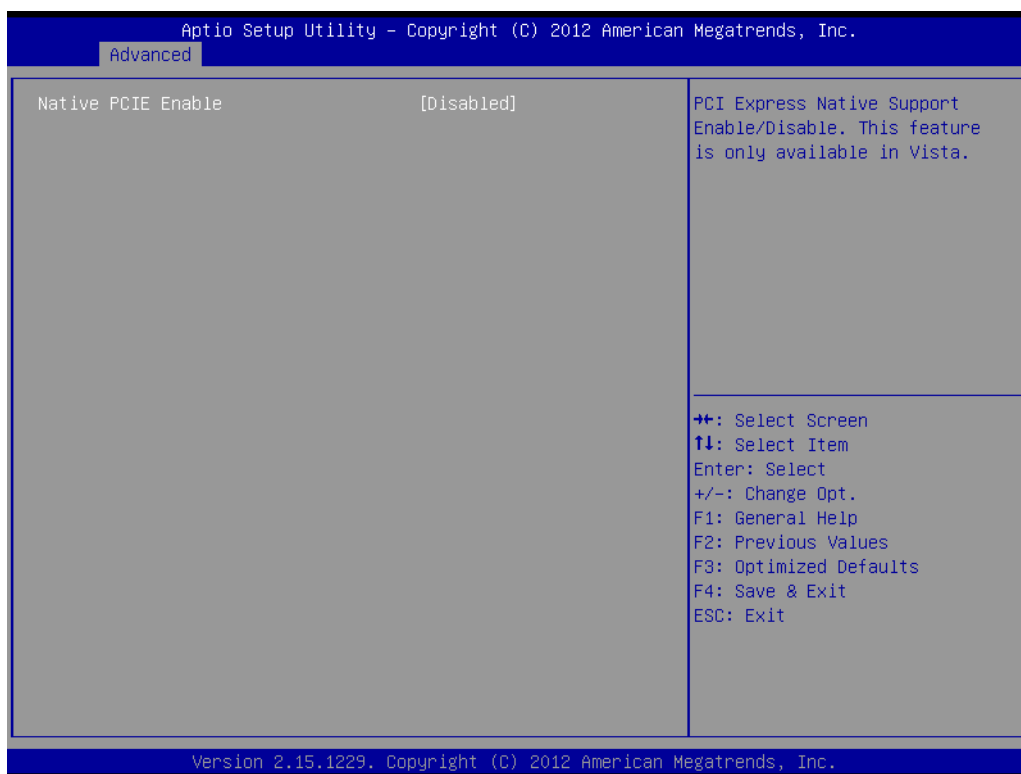 Aptio Setup Utility – Copyright (C) 2012 American Megatrends, Inc.
Advanced
Native PCIE Enable [Disabled]
PCI Express Native Support
Enable/Disable. This feature
is only available in Vista.
→←: Select Screen
↑↓: Select Item
Enter: Select
+/-: Change Opt.
F1: General Help
F2: Previous Values
F3: Optimized Defaults
F4: Save & Exit
ESC: Exit
Version 2.15.1229. Copyright (C) 2012 American Megatrends, Inc.